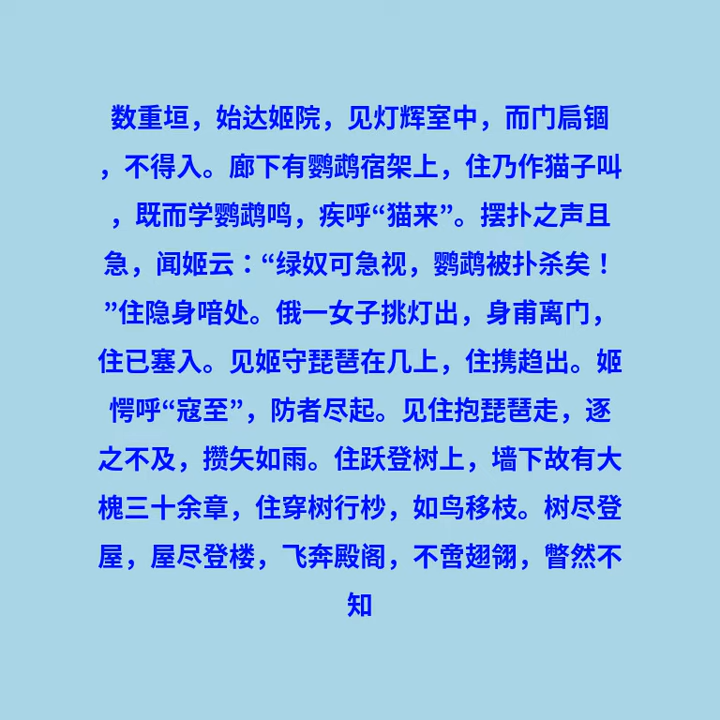 数重垣，始达姬院，见灯辉室中，而门扃锢
，不得入。廊下有鹦鹉宿架上，住乃作猫子叫
，既而学鹦鹉鸣，疾呼“猫来”。摆扑之声且
急，闻姬云：“绿奴可急视，鹦鹉被扑杀矣！
”住隐身喑处。俄一女子挑灯出，身甫离门，
住已塞入。见姬守琵琶在几上，住携趋出。姬
愕呼“寇至”，防者尽起。见住抱琵琶走，逐
之不及，攒矢如雨。住跃登树上，墙下故有大
槐三十余章，住穿树行杪，如鸟移枝。树尽登
屋，屋尽登楼，飞奔殿阁，不啻翅翎，瞥然不
知